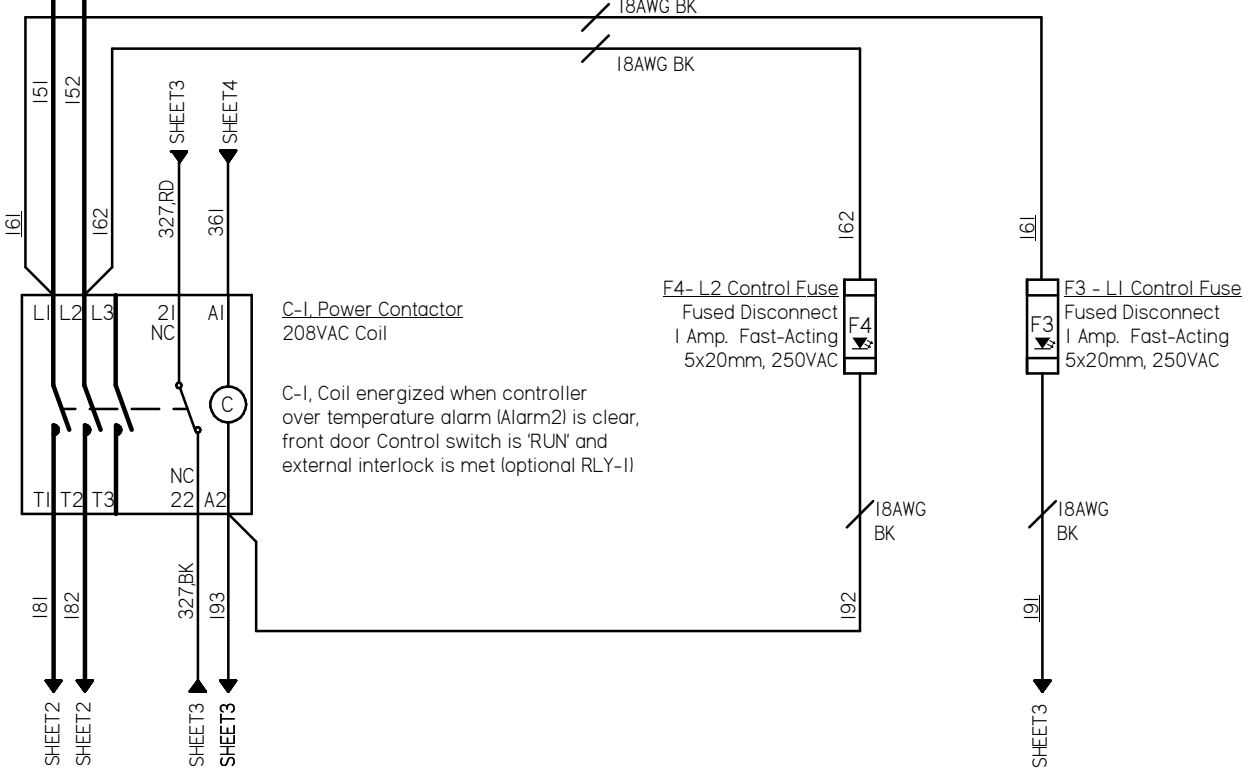 18AWG BK
18AWG BK
151
152
SHEET3
SHEET4
161
162
327,RD
361
162
161
L1 L2 L3
21
NC
A1
C-1, Power Contactor
208VAC Coil
C-1, Coil energized when controller
over temperature alarm (Alarm2) is clear,
front door Control switch is 'RUN' and
external interlock is met (optional RLY-1)
C
F4- L2 Control Fuse
Fused Disconnect
1 Amp. Fast-Acting
5x20mm, 250VAC
F4
F3 - L1 Control Fuse
Fused Disconnect
1 Amp. Fast-Acting
5x20mm, 250VAC
F3
T1 T2 T3
NC
22 A2
18AWG
BK
18AWG
BK
181
182
327,BK
193
192
191
SHEET2
SHEET2
SHEET3
SHEET3
SHEET3